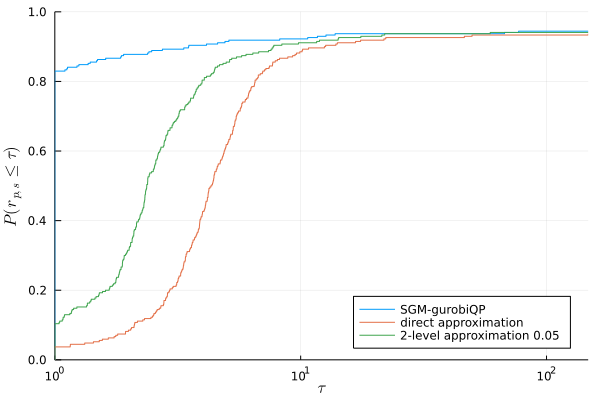 1.0
0.8
0.6
0.4
0.2
0.0
P(r_{p,s} ≤ τ)
10^0
10^1
10^2
τ
SGM-gurobiQP
direct approximation
2-level approximation 0.05